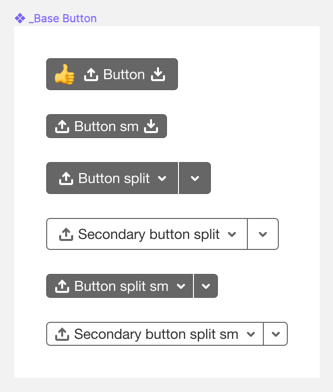 _Base Button
Button
Button sm
Button split
Secondary button split
Button split sm
Secondary button split sm